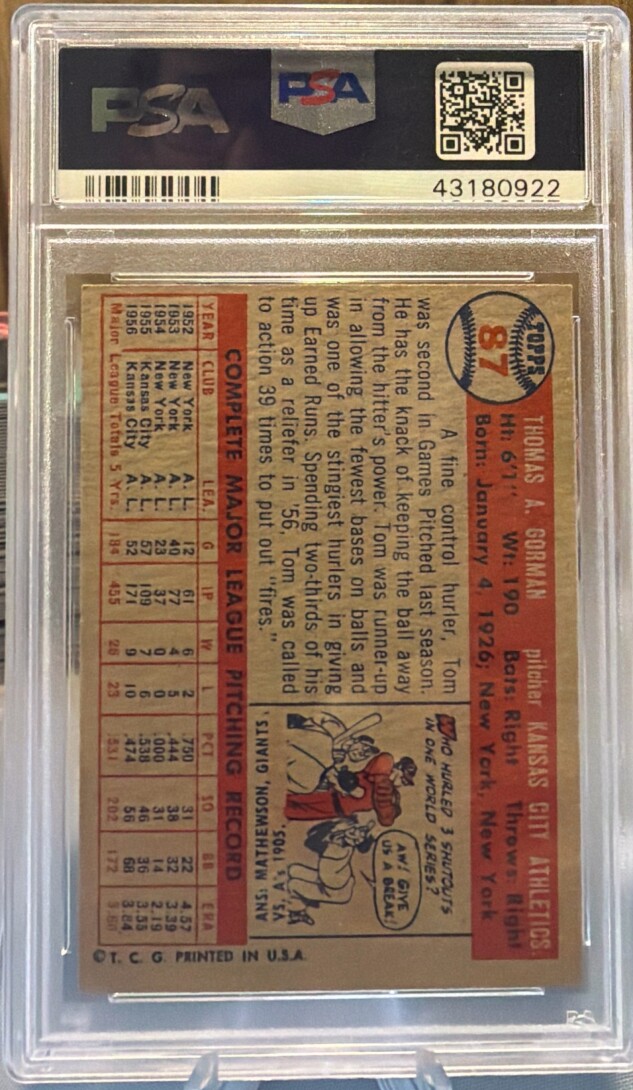 PSA
PSA
43180922
TOPPS
87
THOMAS A. GORMAN pitcher KANSAS CITY ATHLETICS
Ht: 6'1" Wt: 190 Bats: Right Throws: Right
Born: January 4, 1926; New York, New York
A fine control hurler, Tom
was second in Games Pitched last season.
He has the knack of keeping the ball away
from the hitter's power. Tom was runner-up
in allowing the fewest bases on balls and
was one of the stingiest hurlers in giving
up Earned Runs. Spending two-thirds of his
time as a reliefer in '56, Tom was called
to action 39 times to put out "fires."
WHO HURLED 3 SHUTOUTS
IN ONE WORLD SERIES?
AW! GIVE
US A BREAK!
ANS: MATHEWSON, GIANTS,
VS. A'S, 1905.
COMPLETE MAJOR LEAGUE PITCHING RECORD
YEAR CLUB LEA. G IP W L PCT SO BB ERA
1952 New York A. L. 12 61 6 2 .750 31 22 4.57
1953 New York A. L. 40 77 4 5 .444 38 32 3.39
1954 New York A. L. 23 37 0 0 .000 31 14 2.19
1955 Kansas City A. L. 57 109 7 6 .538 46 36 3.55
1956 Kansas City A. L. 52 171 9 10 .474 56 68 3.84
Major League Totals 5 Yrs. 184 455 26 23 .531 202 172
© T. C. G. PRINTED IN U.S.A.